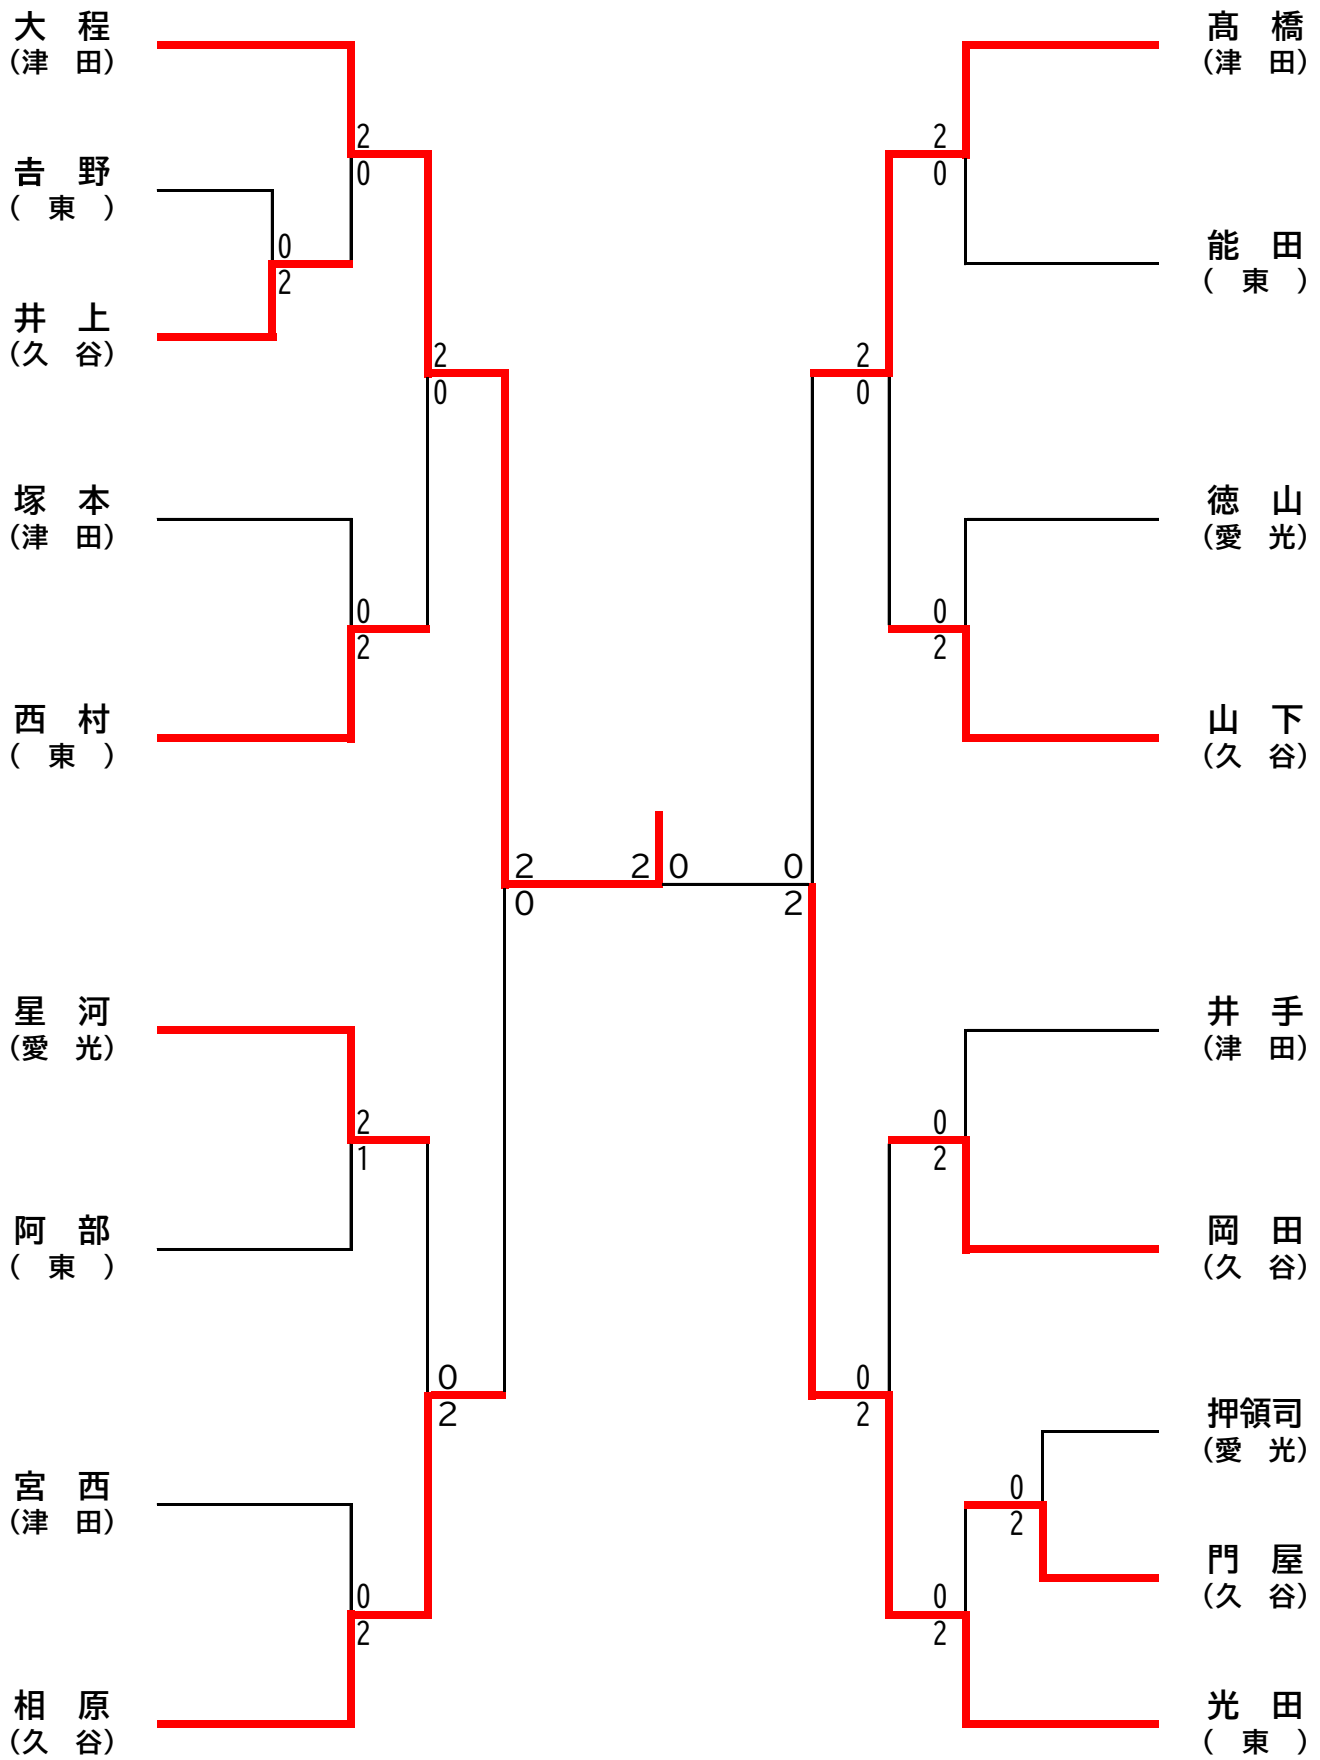 大　程
（津　田）
2
0
𠮷　野
（　東　）
0
2
井　上
（久　谷）
2
0
塚　本
（津　田）
0
2
西　村
（　東　）
2
0
2 0
星　河
（愛　光）
2
1
阿　部
（　東　）
0
2
宮　西
（津　田）
0
2
相　原
（久　谷）
髙　橋
（津　田）
2
0
能　田
（　東　）
2
0
徳　山
（愛　光）
0
2
山　下
（久　谷）
0
2
井　手
（津　田）
0
2
岡　田
（久　谷）
0
2
押領司
（愛　光）
0
2
門　屋
（久　谷）
0
2
光　田
（　東　）